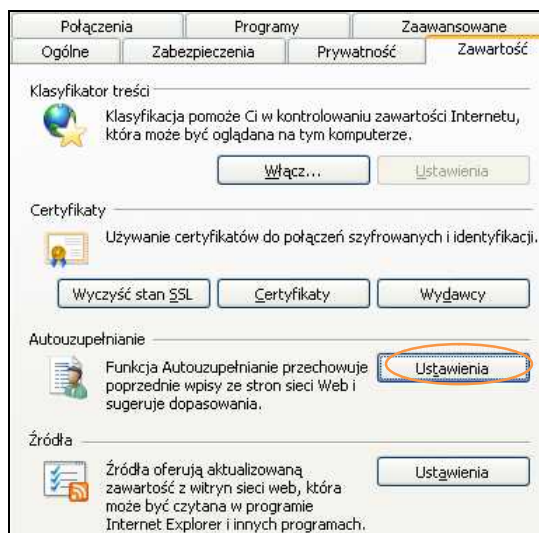 Połączenia Programy Zaawansowane
Ogólne Zabezpieczenia Prywatność Zawartość
Klasyfikator treści
Klasyfikacja pomoże Ci w kontrolowaniu zawartości Internetu,
która może być oglądana na tym komputerze.
Włącz... Ustawienia
Certyfikaty
Używanie certyfikatów do połączeń szyfrowanych i identyfikacji.
Wyczyść stan SSL Certyfikaty Wydawcy
Autouzupełnianie
Funkcja Autouzupełnianie przechowuje
poprzednie wpisy ze stron sieci Web i
sugeruje dopasowania.
Ustawienia
Źródła
Źródła oferują aktualizowaną
zawartość z witryn sieci web, która
może być czytana w programie
Internet Explorer i innych programach.
Ustawienia